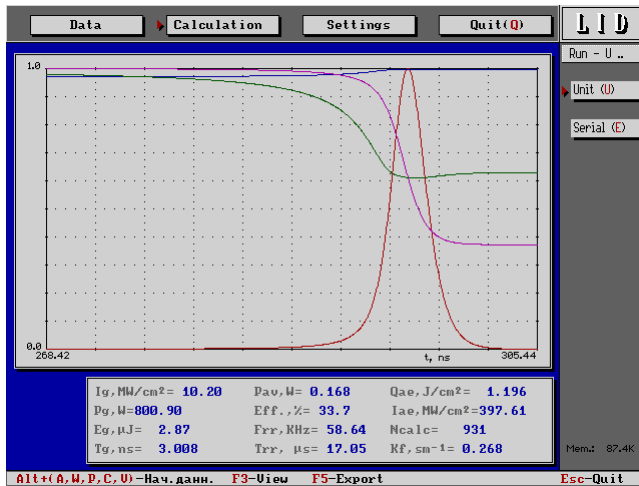 Data Calculation Settings Quit(Q) LID
Run - U ..
Unit (U)
Serial (E)
1.0
0.0
268.42 t, ns 305.44
Ig,MW/cm²= 10.20 Pav,W= 0.168 Qae,J/cm²= 1.196
Pg,W=800.90 Eff.,%= 33.7 Iae,MW/cm²=397.61
Eg,µJ= 2.87 Frr,KHz= 58.64 Ncalc= 931
Tg,ns= 3.008 Trr, µs= 17.05 Kf,sm⁻¹= 0.268
Mem.: 87.4K
Alt+(A,W,P,C,V)-Нач.данн. F3-View F5-Export Esc-Quit